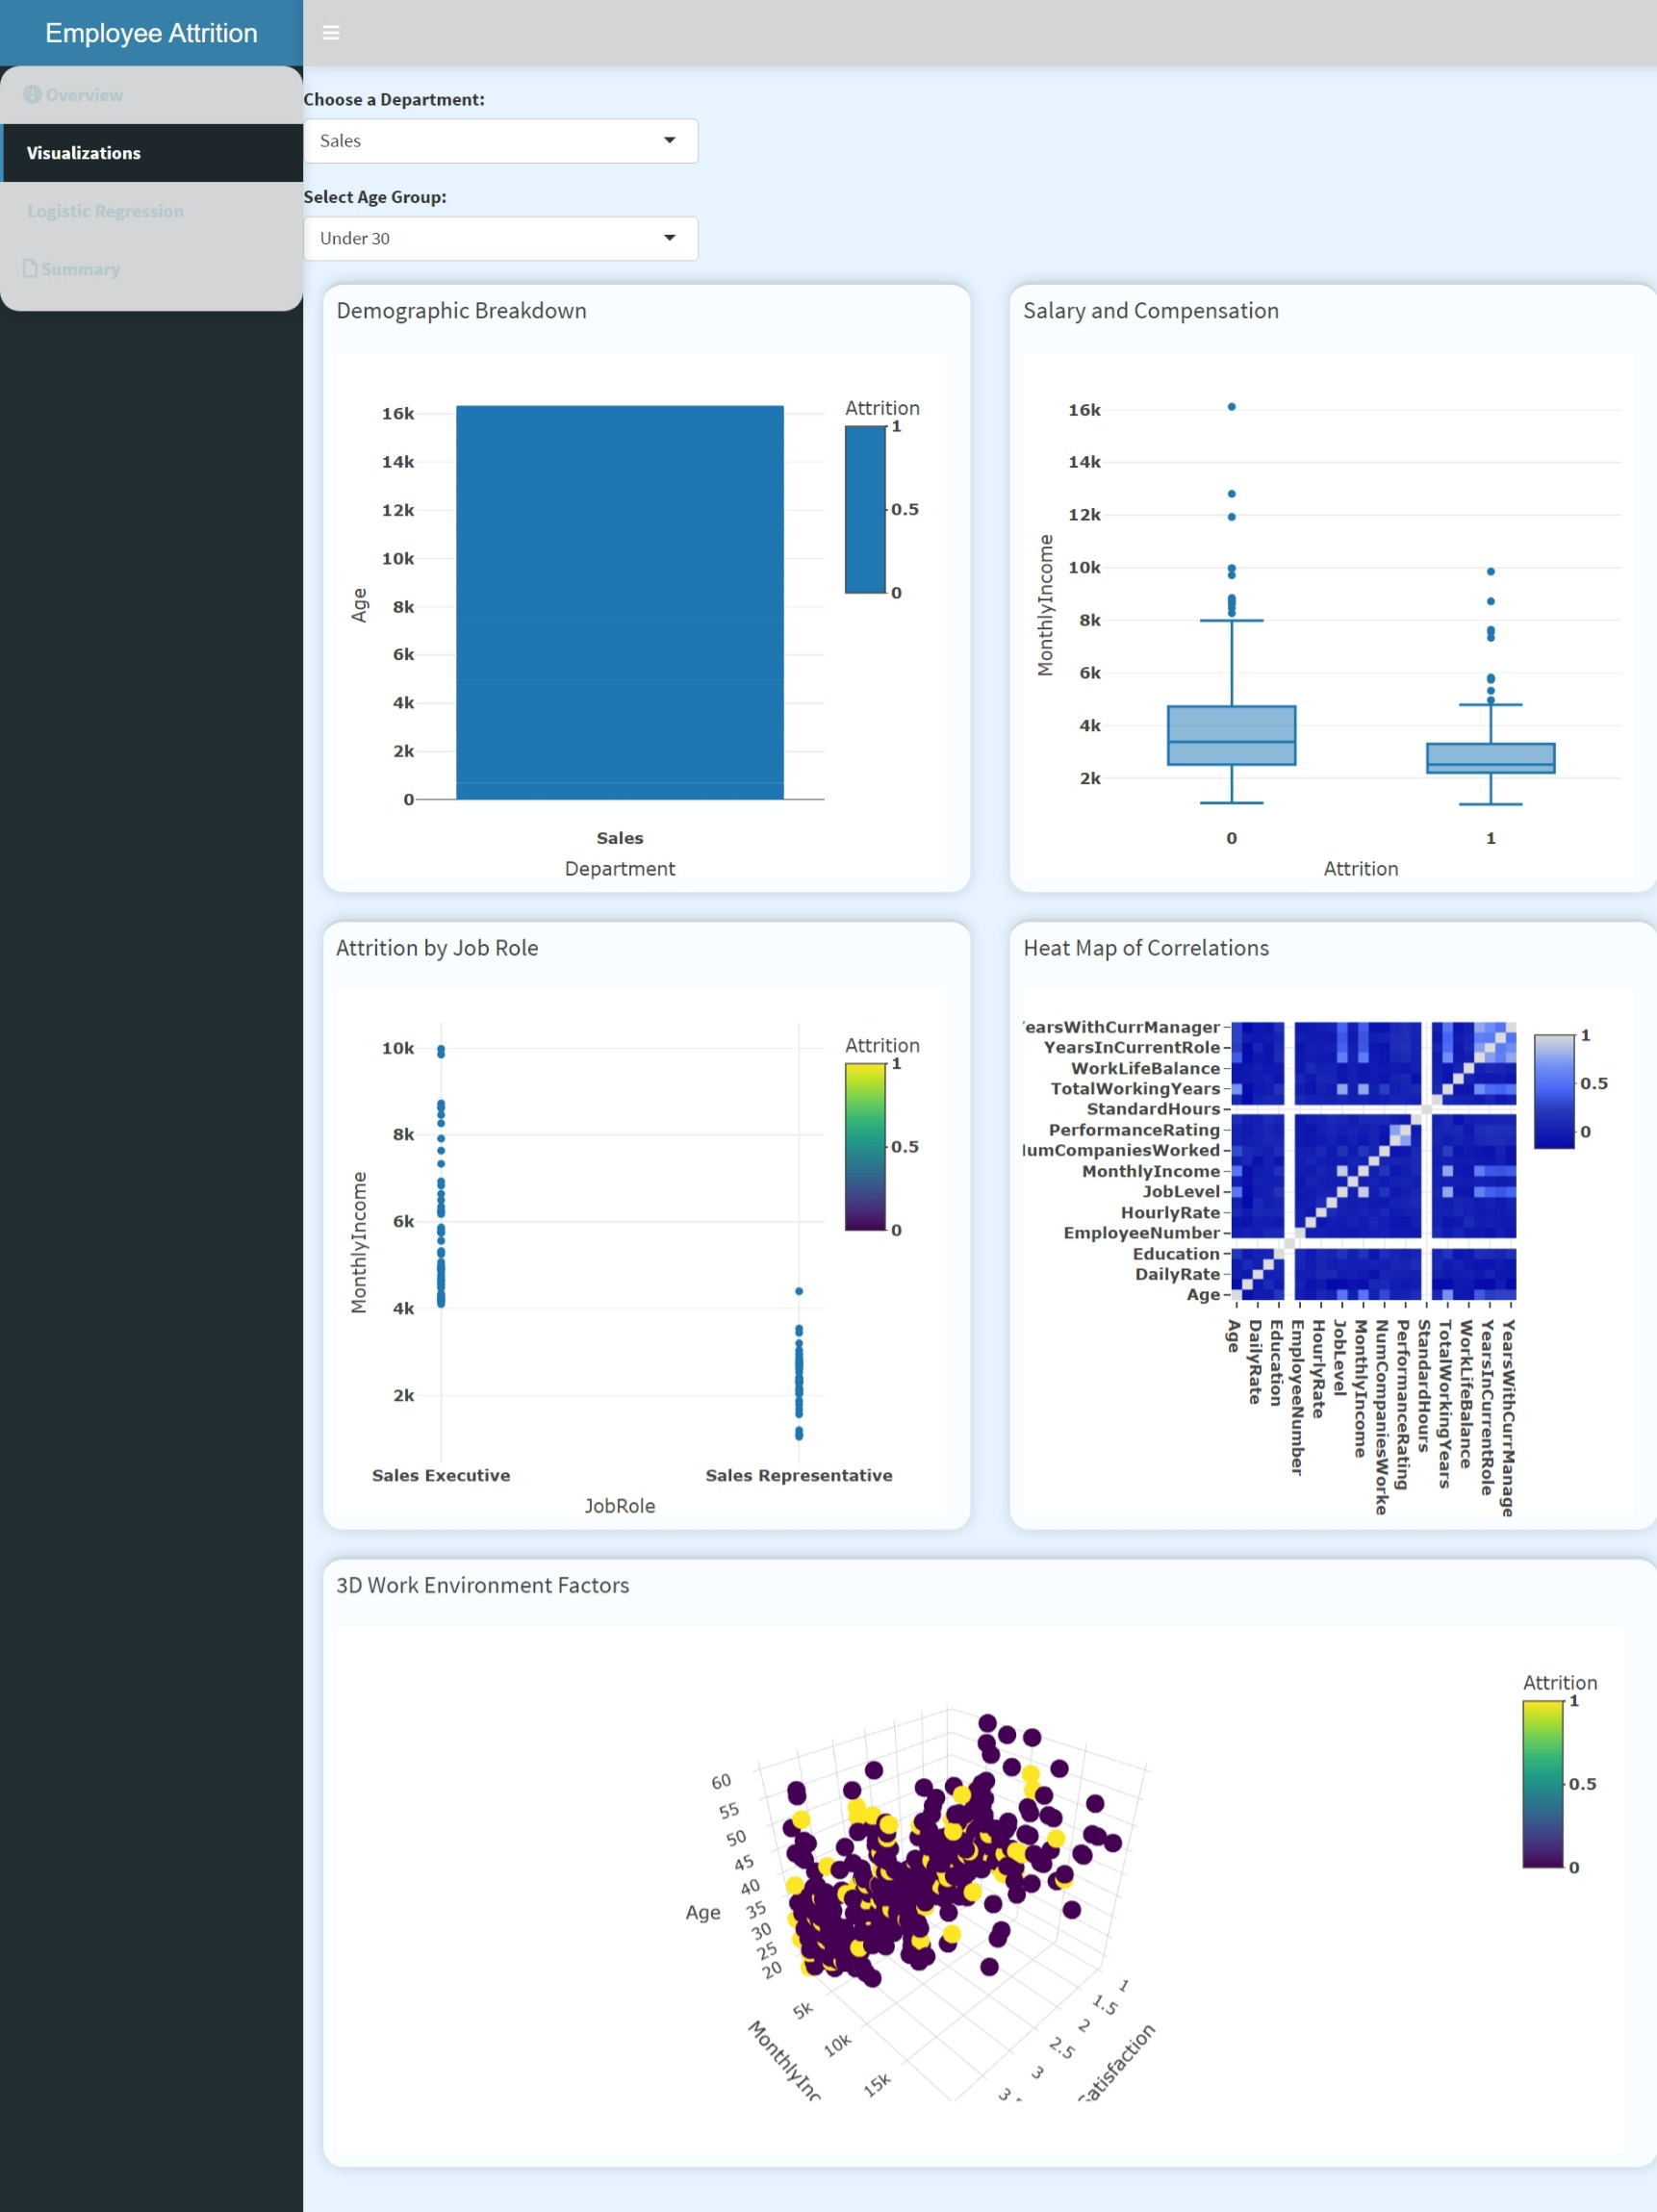 Employee Attrition
Overview
Visualizations
Logistic Regression
Summary
Choose a Department:
Sales
Select Age Group:
Under 30
Demographic Breakdown
16k
14k
12k
10k
8k
6k
4k
2k
0
Age
Sales
Department
Attrition
1
0.5
0
Salary and Compensation
16k
14k
12k
10k
8k
6k
4k
2k
MonthlyIncome
0 1
Attrition
Attrition by Job Role
10k
8k
6k
4k
2k
MonthlyIncome
Sales Executive Sales Representative
JobRole
Attrition
1
0.5
0
Heat Map of Correlations
YearsWithCurrManager
YearsInCurrentRole
WorkLifeBalance
TotalWorkingYears
StandardHours
PerformanceRating
NumCompaniesWorked
MonthlyIncome
JobLevel
HourlyRate
EmployeeNumber
Education
DailyRate
Age
Age
DailyRate
Education
EmployeeNumber
HourlyRate
JobLevel
MonthlyIncome
NumCompaniesWorke
PerformanceRating
StandardHours
TotalWorkingYears
WorkLifeBalance
YearsInCurrentRole
YearsWithCurrManage
1
0.5
0
3D Work Environment Factors
Attrition
1
0.5
0
60
55
50
45
40
35
30
25
20
Age
5k
10k
15k
MonthlyInc
1
1.5
2
2.5
3
Satisfaction